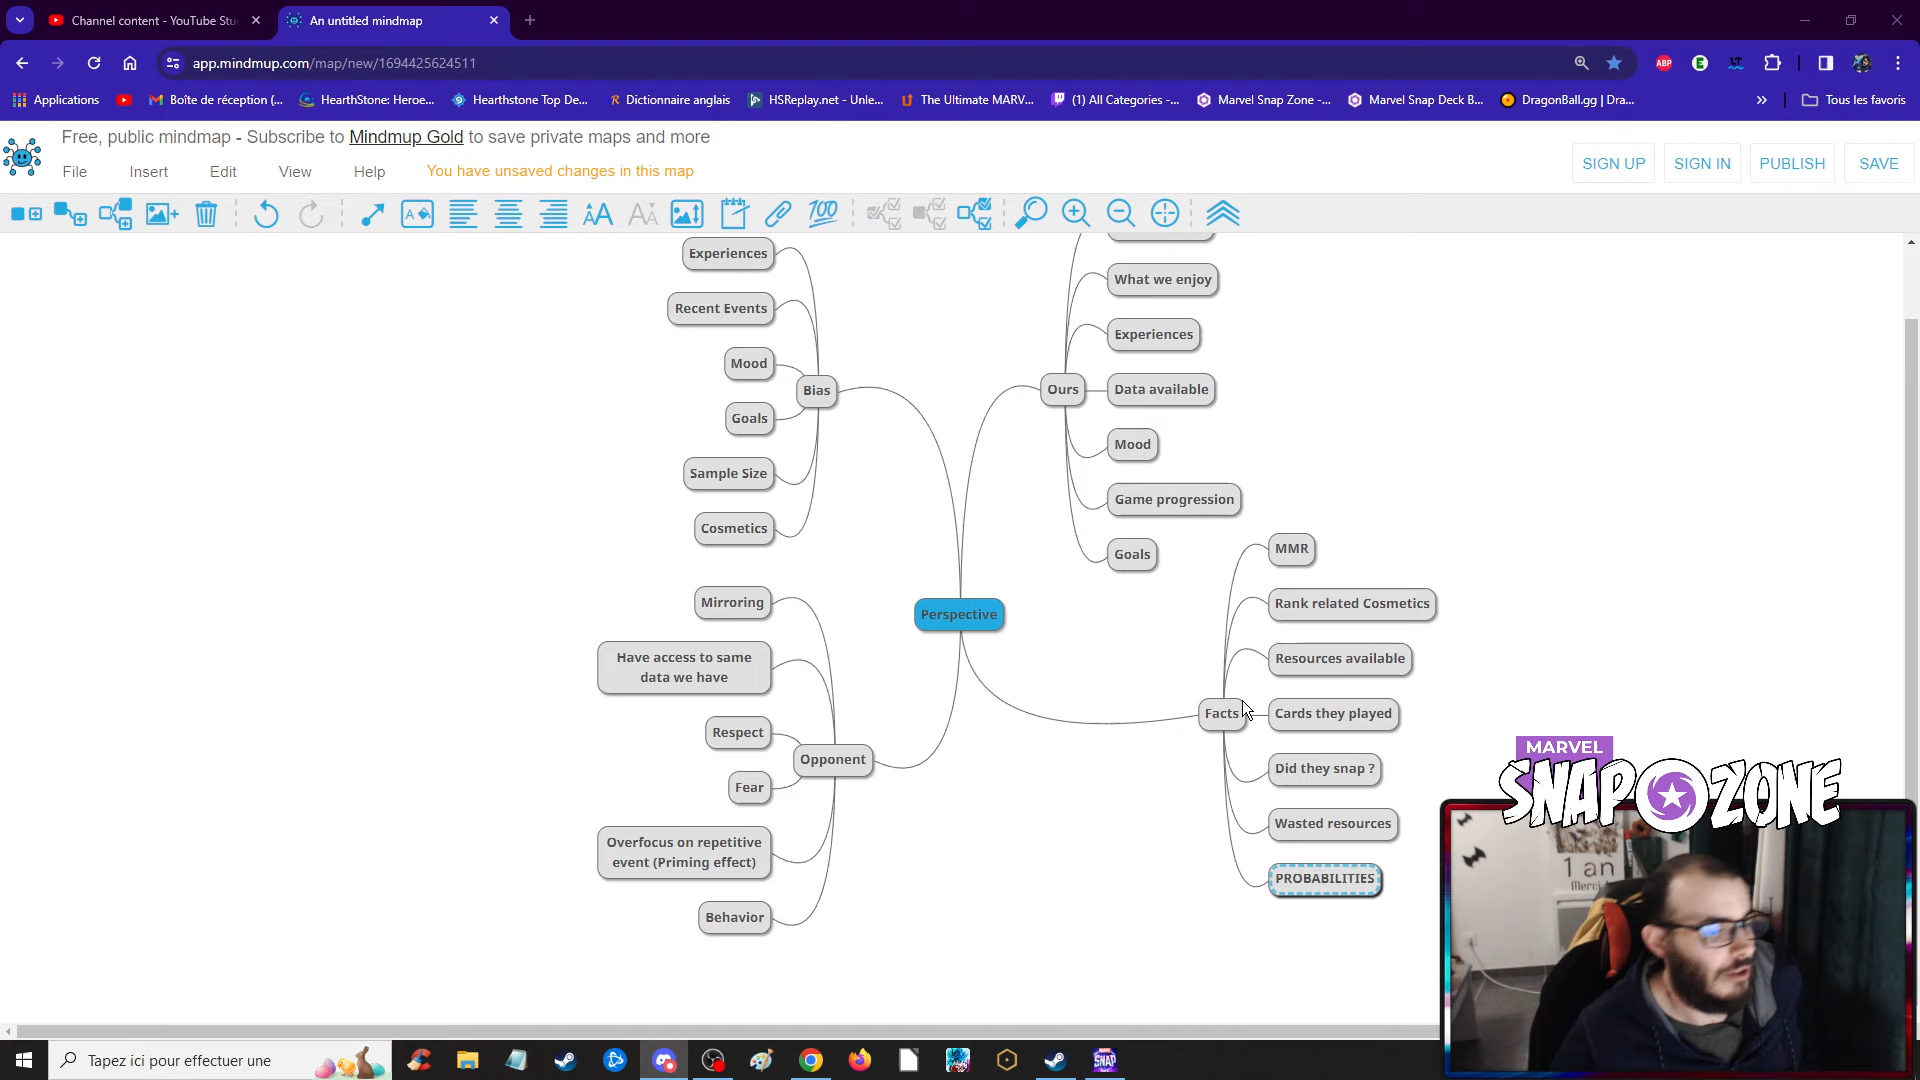 Channel content - YouTube Stu
An untitled mindmap
app.mindmup.com/map/new/1694425624511
Applications
Boîte de réception (...
HearthStone: Heroe...
Hearthstone Top De...
Dictionnaire anglais
HSReplay.net - Unle...
The Ultimate MARV...
(1) All Categories -...
Marvel Snap Zone -...
Marvel Snap Deck B...
DragonBall.gg | Dra...
Tous les favoris
Free, public mindmap - Subscribe to Mindmup Gold to save private maps and more
File
Insert
Edit
View
Help
You have unsaved changes in this map
SIGN UP
SIGN IN
PUBLISH
SAVE
Experiences
Recent Events
Mood
Goals
Sample Size
Cosmetics
Bias
What we enjoy
Experiences
Data available
Mood
Game progression
Goals
Ours
Perspective
Mirroring
Have access to same
data we have
Respect
Fear
Overfocus on repetitive
event (Priming effect)
Behavior
Opponent
MMR
Rank related Cosmetics
Resources available
Cards they played
Did they snap ?
Wasted resources
PROBABILITIES
Facts
MARVEL
SNAP ZONE
1 an
Merci
Tapez ici pour effectuer une
SNAP